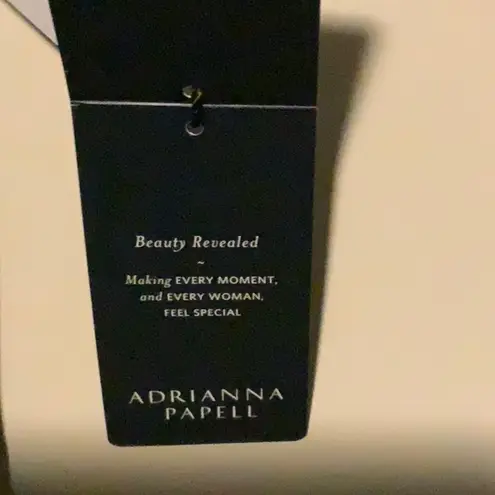 Beauty Revealed
~
Making EVERY MOMENT,
and EVERY WOMAN,
FEEL SPECIAL
ADRIANNA
PAPELL